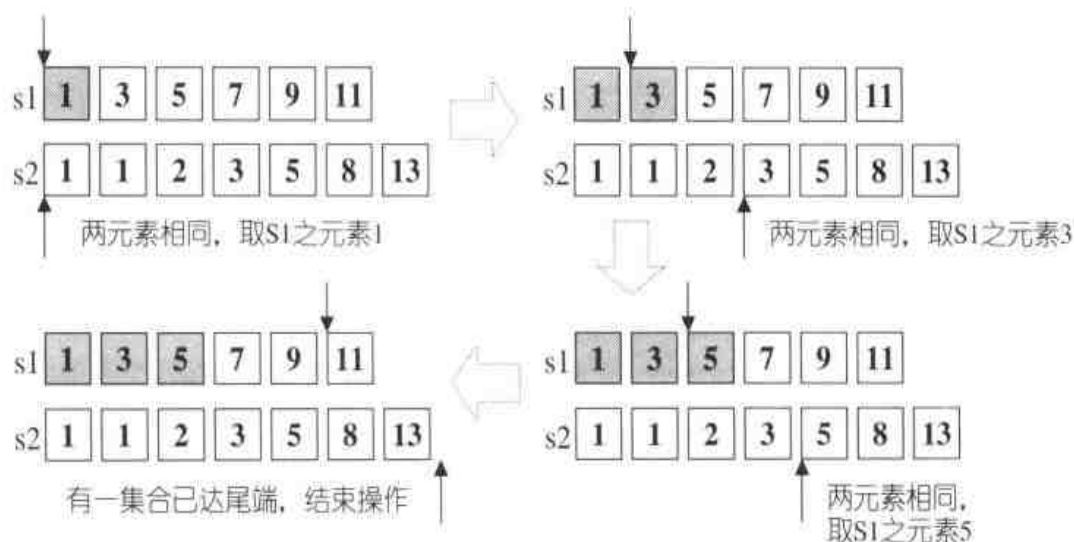 s1 1 3 5 7 9 11
s2 1 1 2 3 5 8 13
两元素相同，取S1之元素1
s1 1 3 5 7 9 11
s2 1 1 2 3 5 8 13
两元素相同，取S1之元素3
s1 1 3 5 7 9 11
s2 1 1 2 3 5 8 13
两元素相同，
取S1之元素5
s1 1 3 5 7 9 11
s2 1 1 2 3 5 8 13
有一集合已达尾端，结束操作